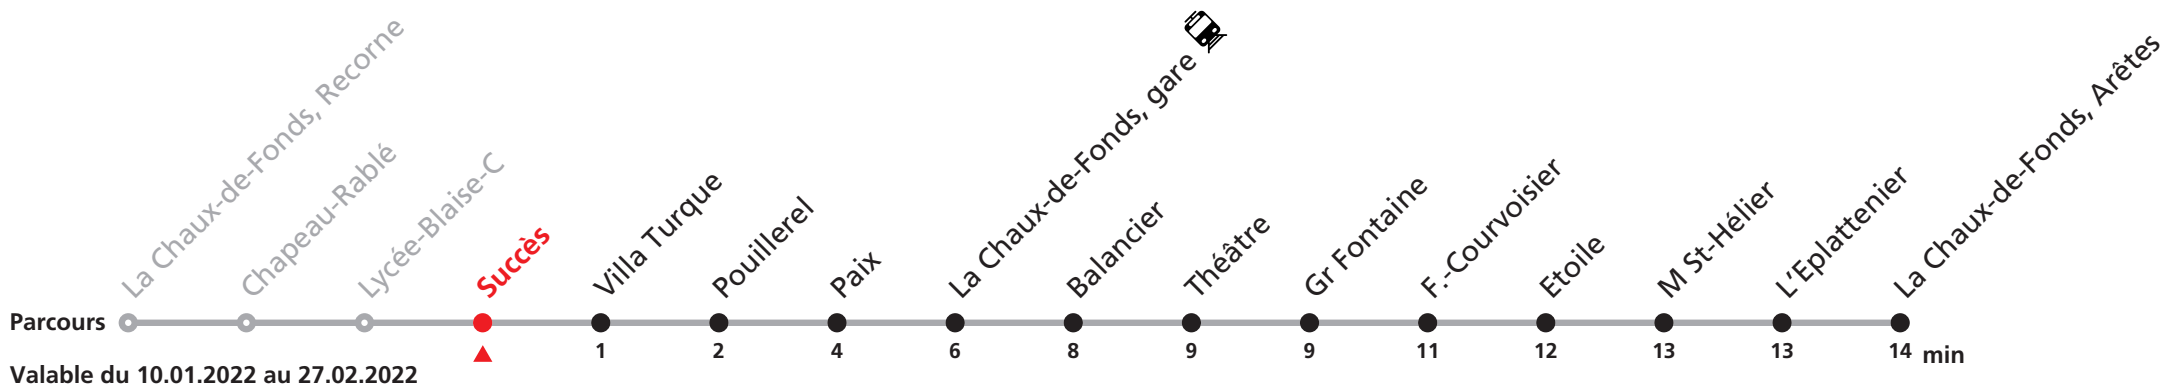 La Chaux-de-Fonds, Recorne
Chapeau-Rablé
Lycée-Blaise-C
Succès
Villa Turque
Pouillerel
Paix
La Chaux-de-Fonds, gare
Balancier
Théâtre
Gr Fontaine
F.-Courvoisier
Etoile
M St-Hélier
L'Eplattenier
La Chaux-de-Fonds, Arêtes
Parcours
1 2 4 6 8 9 9 11 12 13 13 14 min
Valable du 10.01.2022 au 27.02.2022